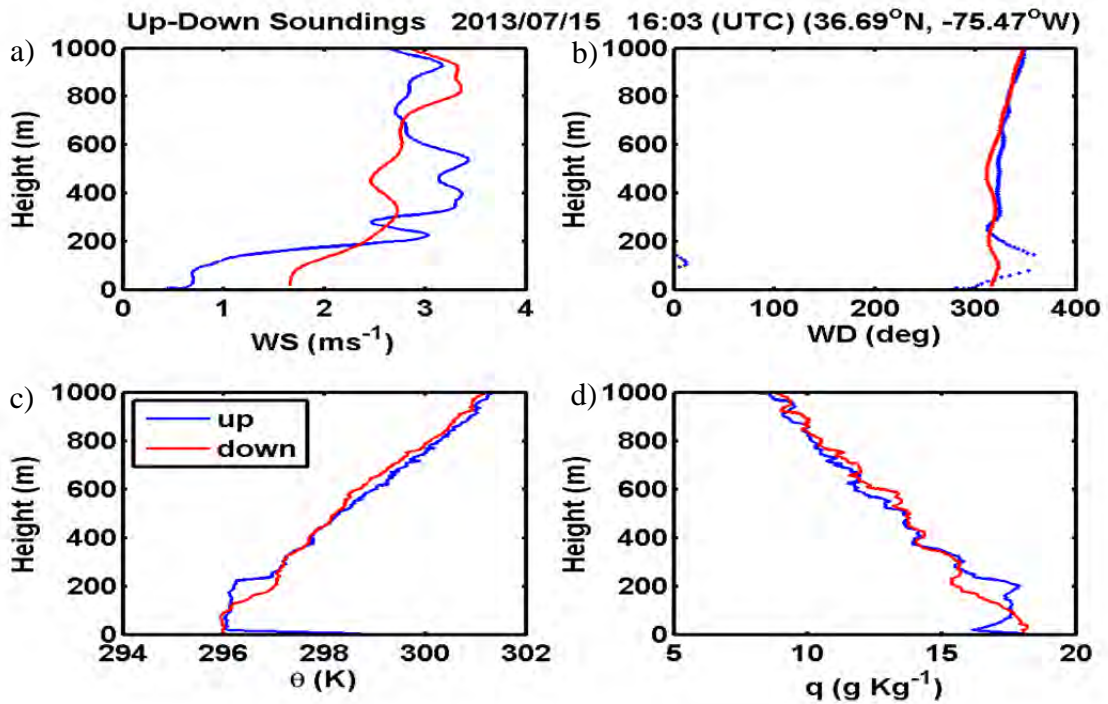 Up-Down Soundings 2013/07/15 16:03 (UTC) (36.69°N, -75.47°W)
a)
1000
800
600
400
200
0
Height (m)
0 1 2 3 4
WS (ms⁻¹)
b)
1000
800
600
400
200
0
Height (m)
0 100 200 300 400
WD (deg)
c)
1000
800
600
400
200
0
Height (m)
up
down
294 296 298 300 302
θ (K)
d)
1000
800
600
400
200
0
Height (m)
5 10 15 20
q (g Kg⁻¹)